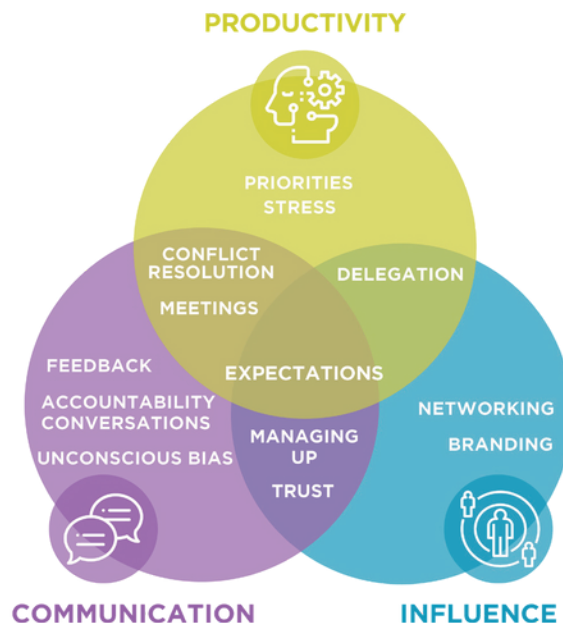 PRODUCTIVITY
PRIORITIES
STRESS
CONFLICT
RESOLUTION
MEETINGS
DELEGATION
FEEDBACK
ACCOUNTABILITY
CONVERSATIONS
UNCONSCIOUS BIAS
EXPECTATIONS
MANAGING
UP
TRUST
NETWORKING
BRANDING
COMMUNICATION
INFLUENCE